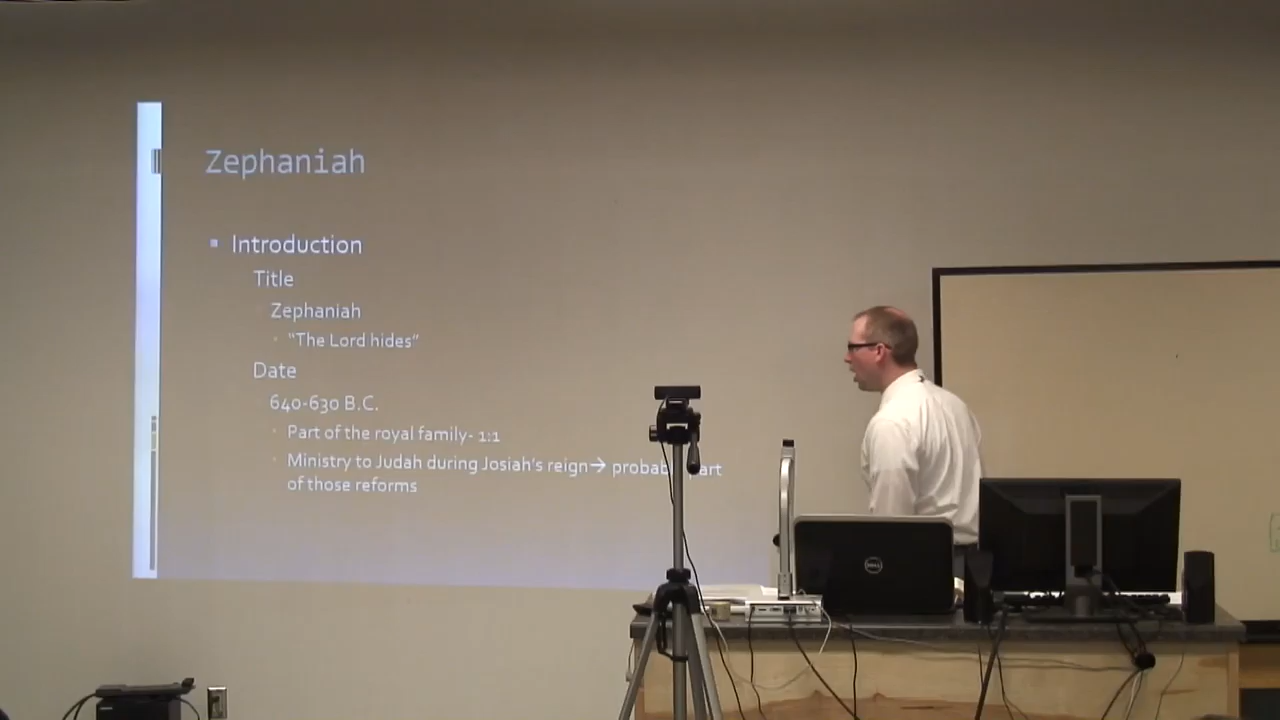 Zephaniah
▪ Introduction
Title
Zephaniah
• “The Lord hides”
Date
640-630 B.C.
• Part of the royal family- 1:1
• Ministry to Judah during Josiah's reign→ part
of those reforms
DELL